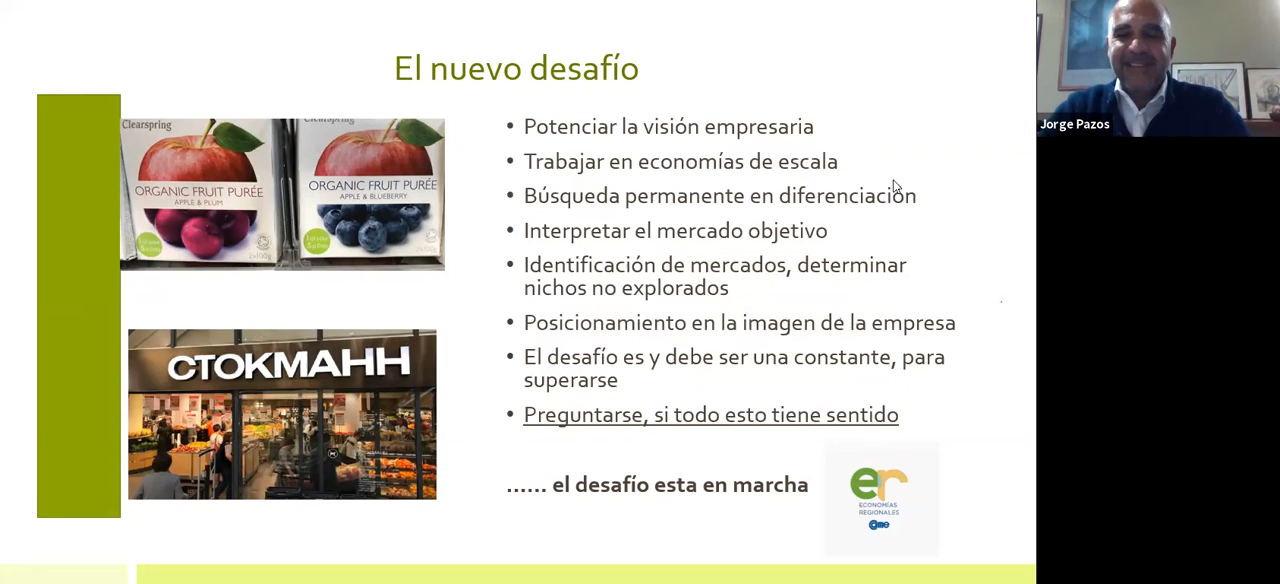 El nuevo desafío
Clearspring
ORGANIC FRUIT PURÉE
APPLE & PLUM
Clearspring
ORGANIC FRUIT PURÉE
APPLE & BLUEBERRY
СТОКМАНН
• Potenciar la visión empresaria
• Trabajar en economías de escala
• Búsqueda permanente en diferenciación
• Interpretar el mercado objetivo
• Identificación de mercados, determinar
nichos no explorados
• Posicionamiento en la imagen de la empresa
• El desafío es y debe ser una constante, para
superarse
• Preguntarse, si todo esto tiene sentido
...... el desafío esta en marcha
er
ECONOMÍAS
REGIONALES
came
Jorge Pazos